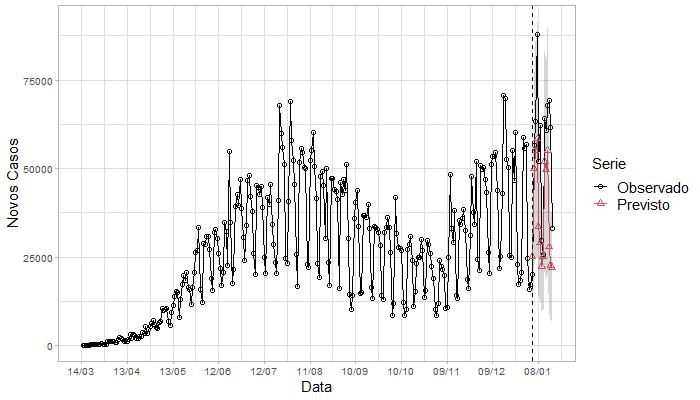 Novos Casos
75000
50000
25000
0
14/03 13/04 13/05 12/06 12/07 11/08 10/09 10/10 09/11 09/12 08/01
Data
Serie
Observado
Previsto